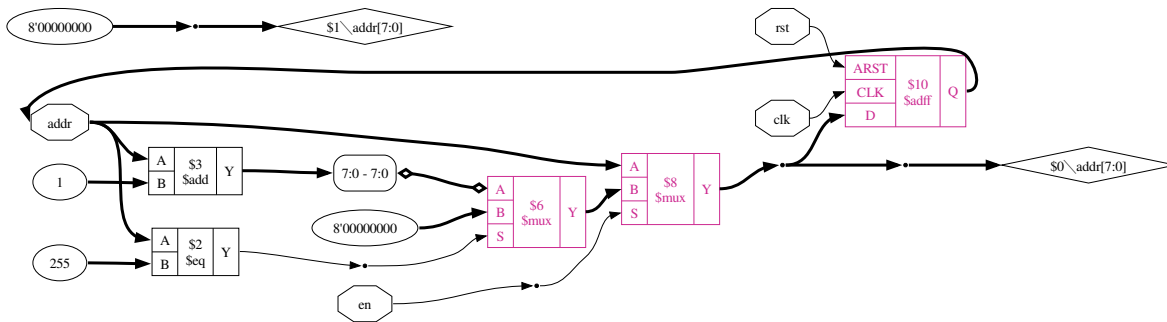 8'00000000
$1\addr[7:0]
rst
ARST
CLK
D
$10
$adff
Q
clk
addr
A
B
$3
$add
Y
1
7:0 - 7:0
A
B
S
$6
$mux
Y
8'00000000
A
B
S
$8
$mux
Y
$0\addr[7:0]
A
B
$2
$eq
Y
255
en